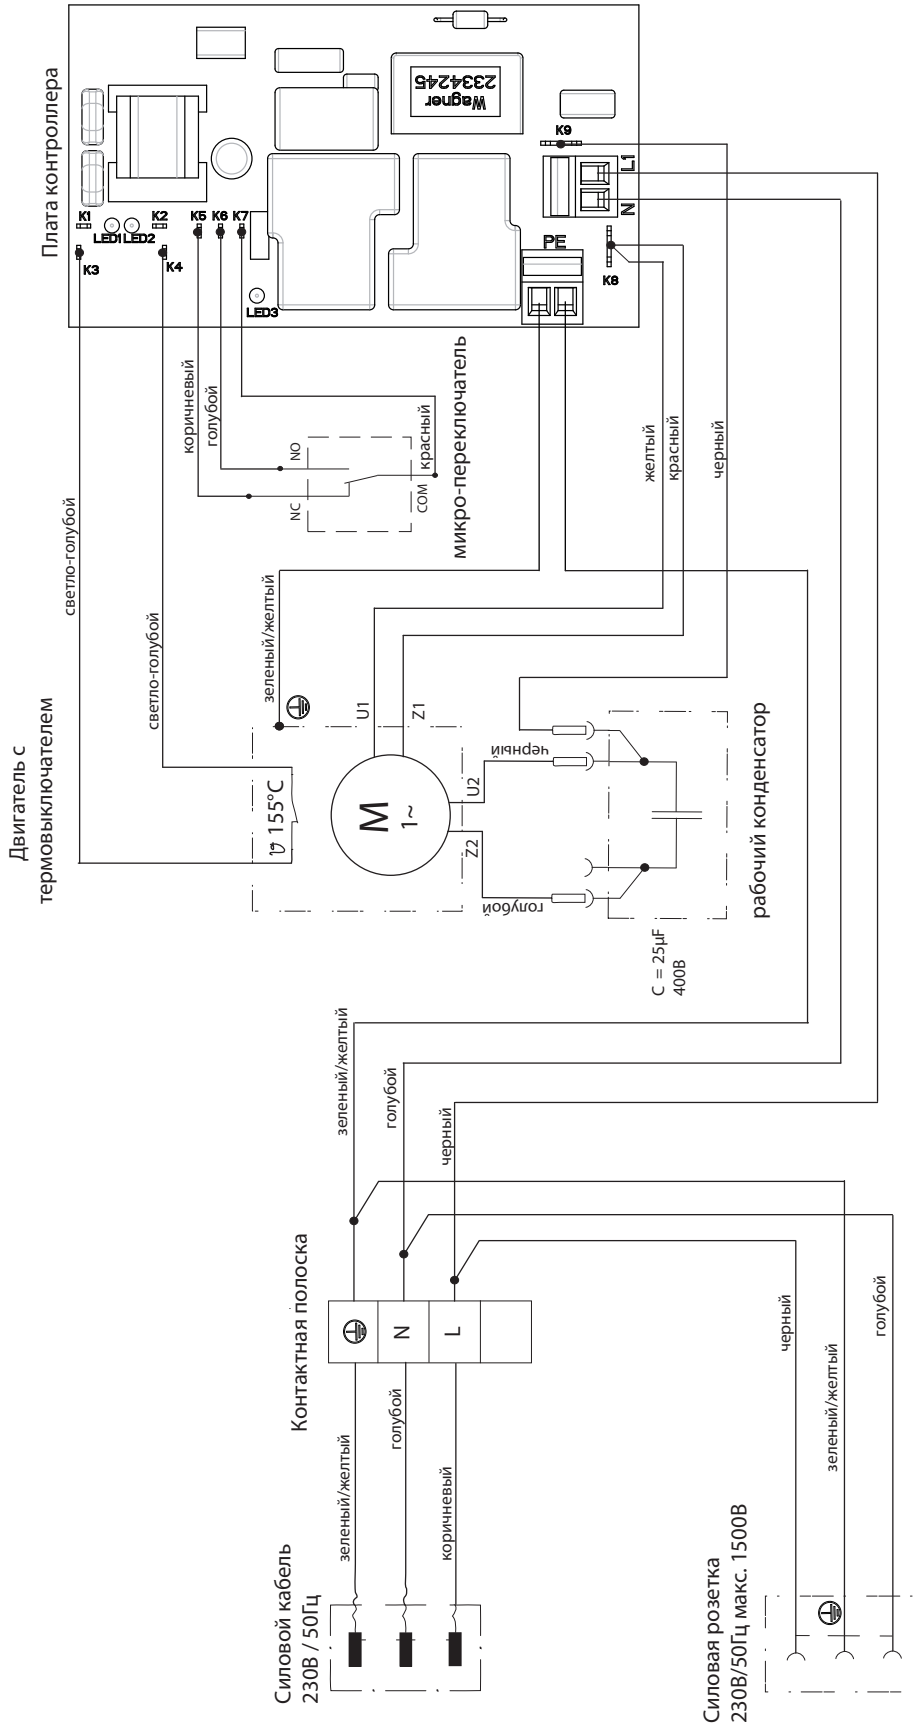 Плата контроллера
Wagner
2334245
K1
LED1
LED2
K2
K3
K4
K5
K6
K7
LED3
K9
L1
N
PE
K8
коричневый
голубой
красный
NO
NC
COM
микро-переключатель
желтый
красный
черный
светло-голубой
светло-голубой
зеленый/желтый
Двигатель с
термовыключателем
ϑ 155°C
M
1~
U1
Z1
U2
Z2
черный
голубой
рабочий конденсатор
C = 25µF
400В
зеленый/желтый
голубой
черный
Контактная полоска
N
L
зеленый/желтый
голубой
коричневый
черный
зеленый/желтый
голубой
Силовой кабель
230В / 50Гц
Силовая розетка
230В/50Гц макс. 1500В